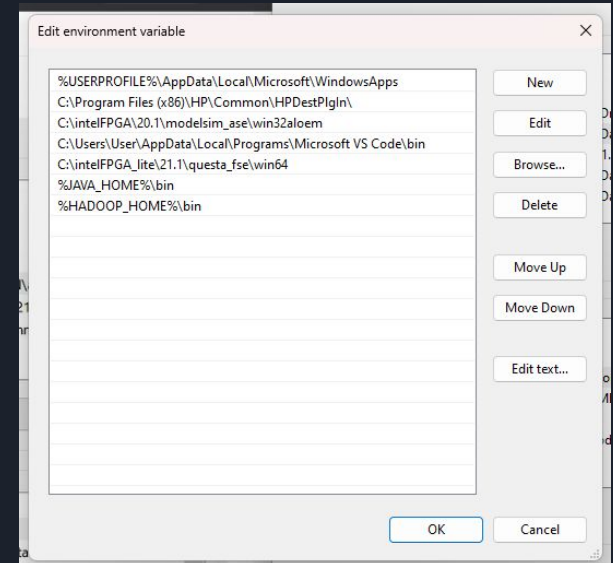 Edit environment variable
%USERPROFILE%\AppData\Local\Microsoft\WindowsApps
C:\Program Files (x86)\HP\Common\HPDestPlgIn\
C:\intelFPGA\20.1\modelsim_ase\win32aloem
C:\Users\User\AppData\Local\Programs\Microsoft VS Code\bin
C:\intelFPGA_lite\21.1\questa_fse\win64
%JAVA_HOME%\bin
%HADOOP_HOME%\bin
New
Edit
Browse...
Delete
Move Up
Move Down
Edit text...
OK
Cancel